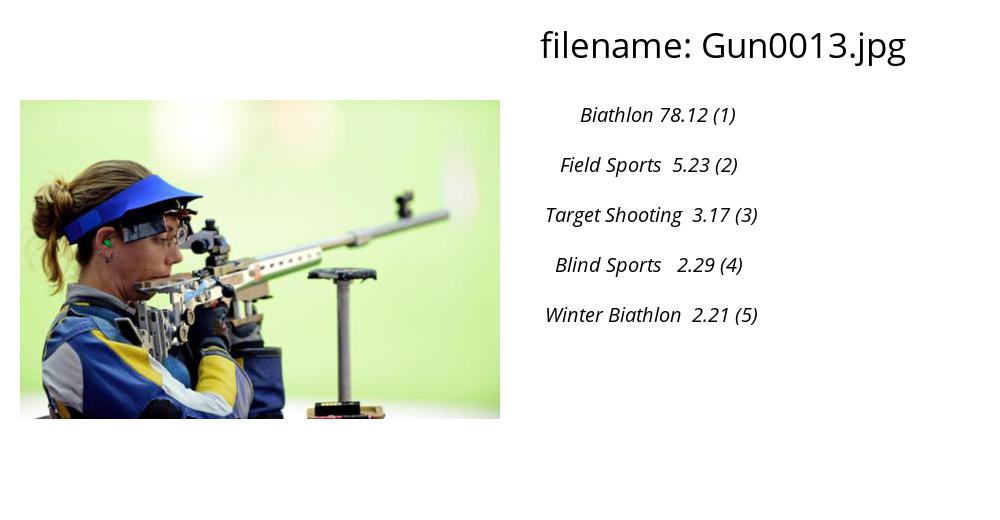 filename: Gun0013.jpg
Biathlon 78.12 (1)
Field Sports 5.23 (2)
Target Shooting 3.17 (3)
Blind Sports 2.29 (4)
Winter Biathlon 2.21 (5)